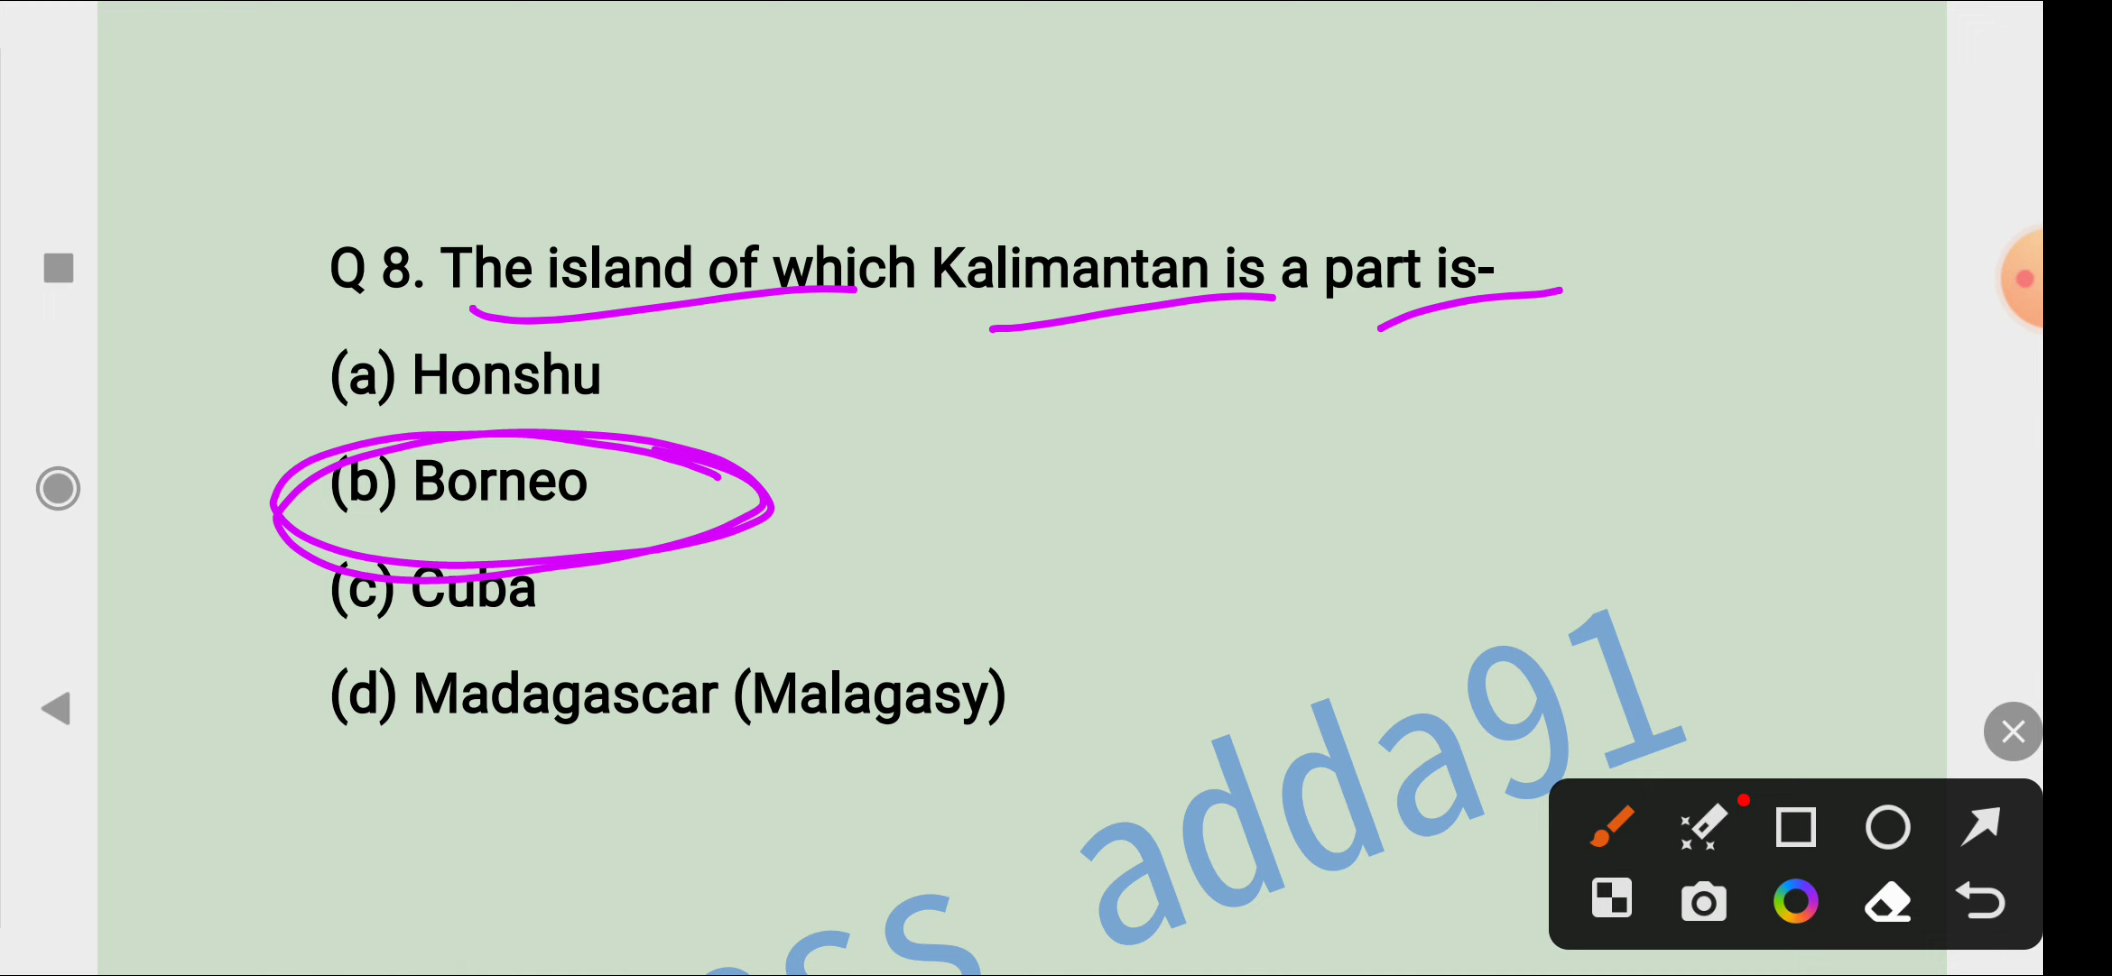 Q 8. The island of which Kalimantan is a part is-
(a) Honshu
(b) Borneo
(c) Cuba
(d) Madagascar (Malagasy)
adda91